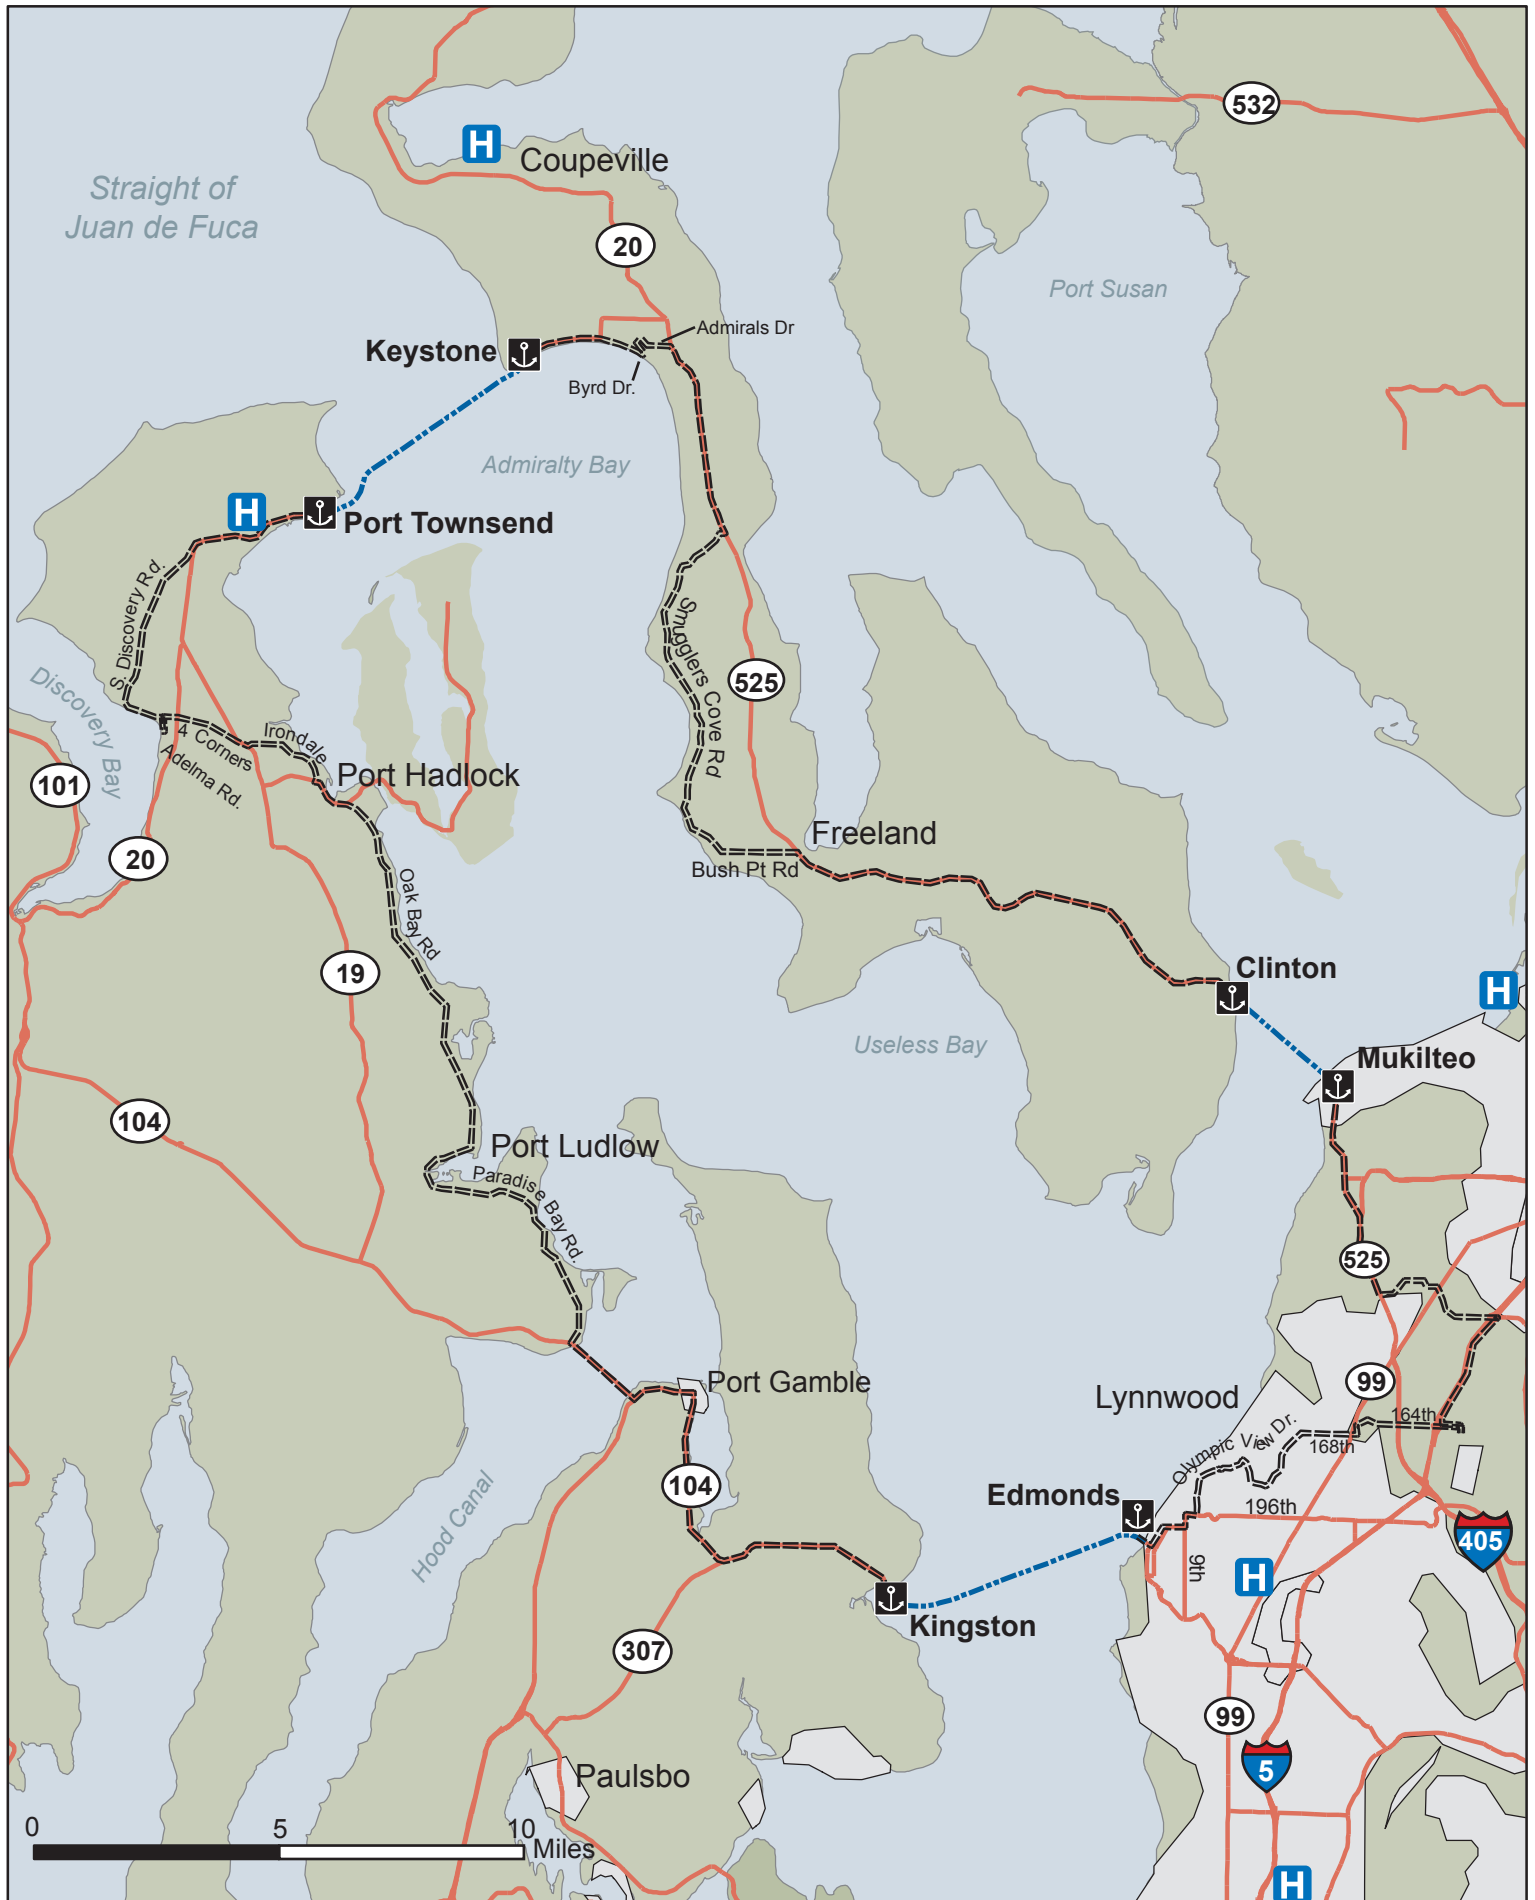 532
H
Coupeville
Straight of
Juan de Fuca
20
Port Susan
Admirals Dr
Keystone
Byrd Dr.
Admiralty Bay
H
Port Townsend
S. Discovery Rd.
Smugglers Cove Rd
Discovery Bay
525
4 Corners
Irondale
Adelma Rd.
Port Hadlock
101
20
Freeland
Bush Pt Rd
Oak Bay Rd
19
Clinton
H
Useless Bay
Mukilteo
104
Port Ludlow
Paradise Bay Rd.
525
Port Gamble
99
Lynnwood
164th
Olympic View Dr.
168th
104
Edmonds
196th
Hood Canal
405
9th
H
Kingston
307
99
5
Paulsbo
0
5
10
Miles
H